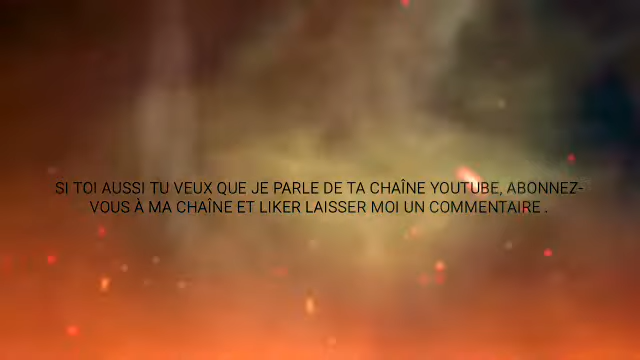 SI TOI AUSSI TU VEUX QUE JE PARLE DE TA CHAÎNE YOUTUBE, ABONNEZ-
VOUS À MA CHAÎNE ET LIKER LAISSER MOI UN COMMENTAIRE .